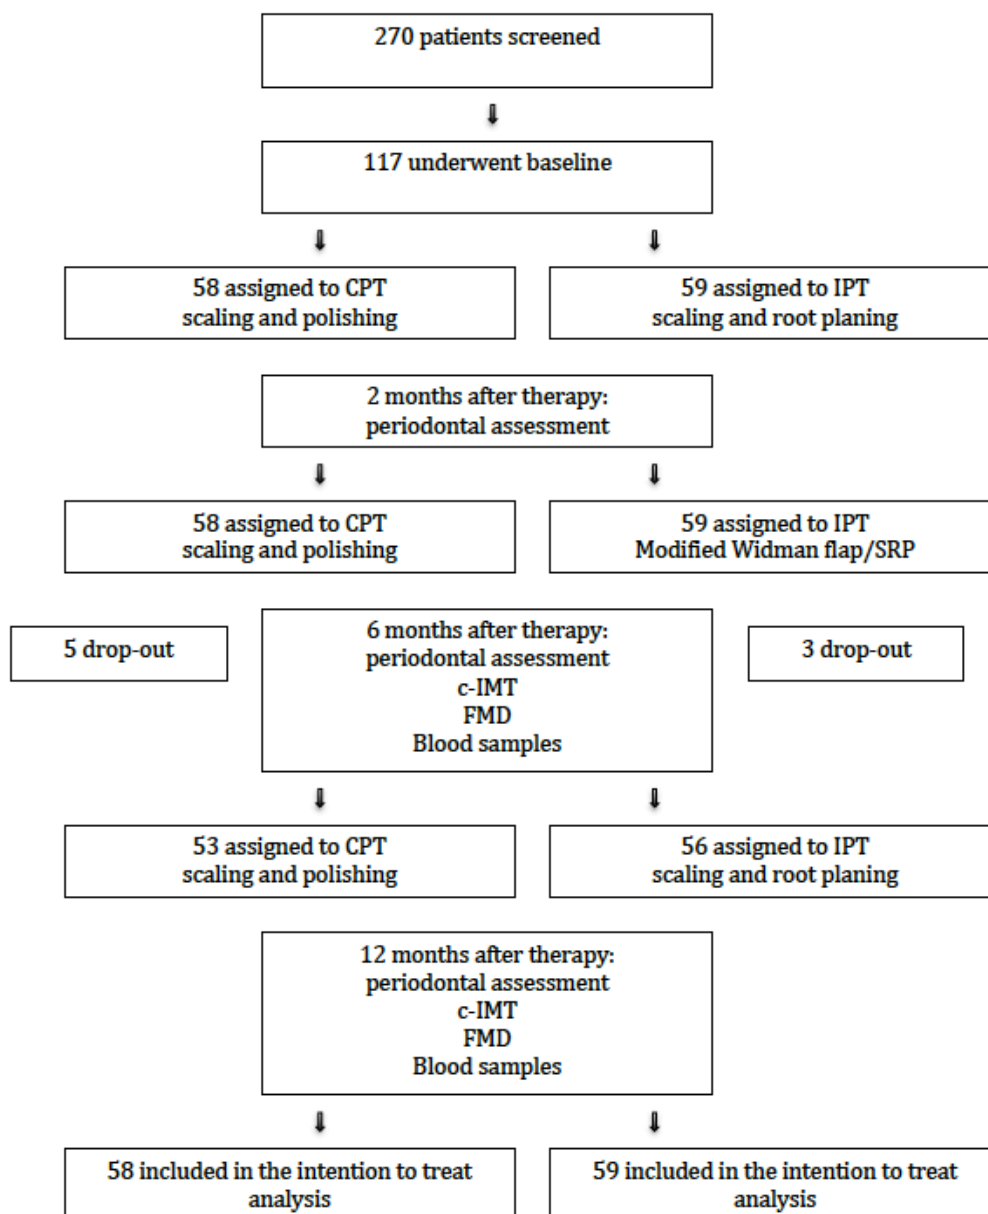 270 patients screened
117 underwent baseline
58 assigned to CPT
scaling and polishing
59 assigned to IPT
scaling and root planing
2 months after therapy:
periodontal assessment
58 assigned to CPT
scaling and polishing
59 assigned to IPT
Modified Widman flap/SRP
5 drop-out
6 months after therapy:
periodontal assessment
c-IMT
FMD
Blood samples
3 drop-out
53 assigned to CPT
scaling and polishing
56 assigned to IPT
scaling and root planing
12 months after therapy:
periodontal assessment
c-IMT
FMD
Blood samples
58 included in the intention to treat
analysis
59 included in the intention to treat
analysis